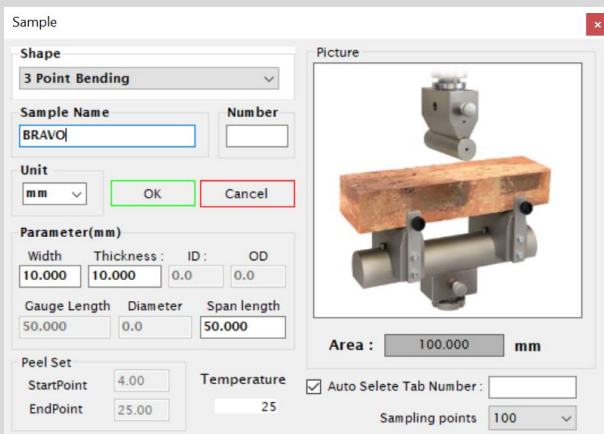 Sample
×
Shape
3 Point Bending
Sample Name
Number
BRAVO
Unit
mm
OK
Cancel
Parameter(mm)
Width Thickness : ID : OD
10.000 10.000 0.0 0.0
Gauge Length Diameter Span length
50.000 0.0 50.000
Peel Set
StartPoint 4.00
EndPoint 25.00
Temperature
25
Picture
Area : 100.000 mm
Auto Selete Tab Number :
Sampling points 100